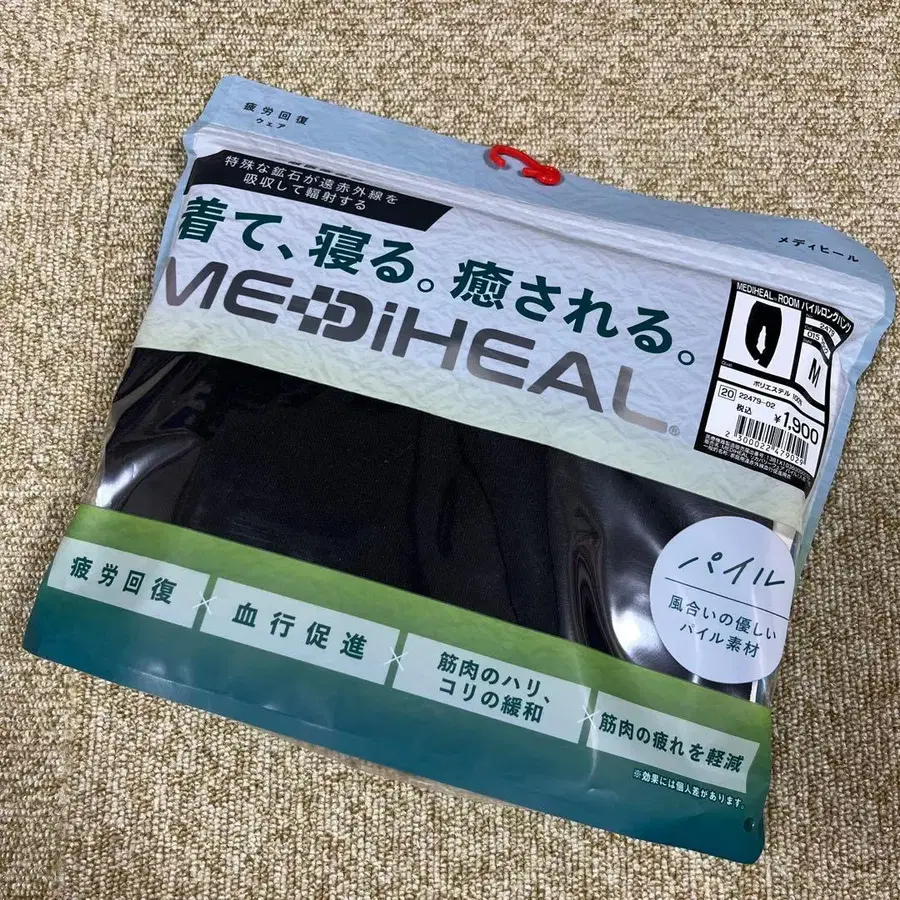 疲労回復
ウェア
特殊な鉱石が遠赤外線を
吸収して輻射する
メディヒール
着て、寝る。癒される。
MEDiHEAL®
MEDIHEAL ROOM パイルロングパンツ
2479
M
ポリエステル 100%
20 22479-02
税込 ¥1,900
2300022479029
パイル
風合いの優しい
パイル素材
疲労回復 × 血行促進 × 筋肉のハリ、
コリの緩和 × 筋肉の疲れを軽減
※効果には個人差があります。